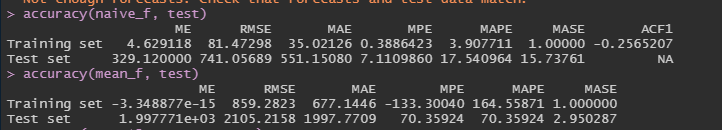 Not enough forecasts. Check that forecasts and test data match.
> accuracy(naive_f, test)
ME RMSE MAE MPE MAPE MASE ACF1
Training set 4.629118 81.47298 35.02126 0.3886423 3.907711 1.00000 -0.2565207
Test set 329.120000 741.05689 551.15080 7.1109860 17.540964 15.73761 NA
> accuracy(mean_f, test)
ME RMSE MAE MPE MAPE MASE
Training set -3.348877e-15 859.2823 677.1446 -133.30040 164.55871 1.000000
Test set 1.997771e+03 2105.2158 1997.7709 70.35924 70.35924 2.950287